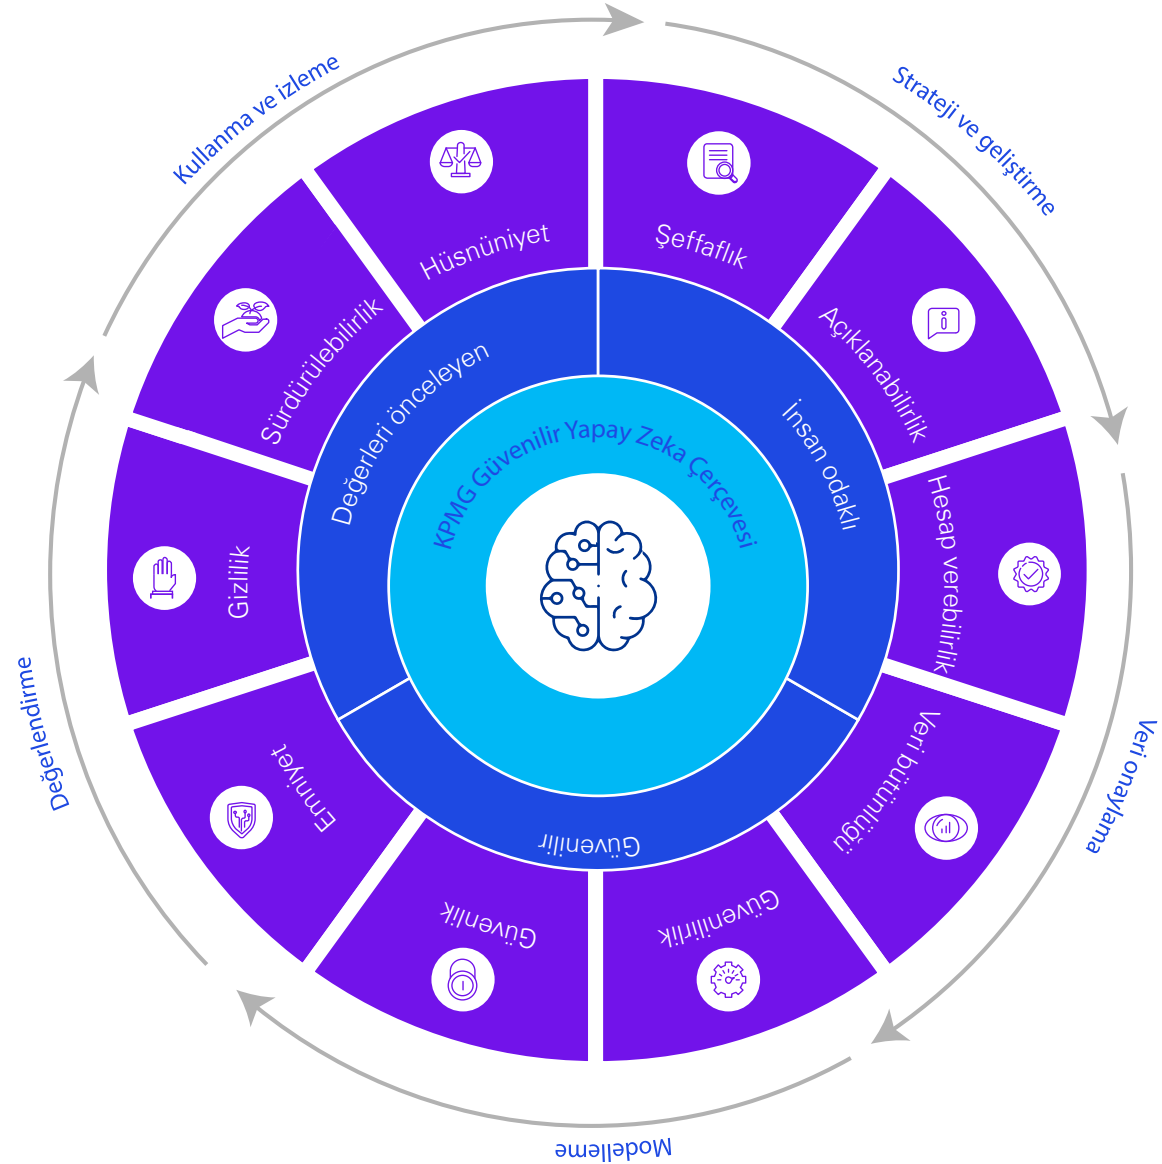 Strateji ve geliştirme
Veri onaylama
Modelleme
Değerlendirme
Kullanma ve izleme
Şeffaflık
Açıklanabilirlik
Hesap verebilirlik
Veri bütünlüğü
Güvenilirlik
Güvenlik
Emniyet
Gizlilik
Sürdürülebilirlik
Hüsnüniyet
İnsan odaklı
Güvenilir
Değerleri önceleyen
KPMG Güvenilir Yapay Zeka Çerçevesi